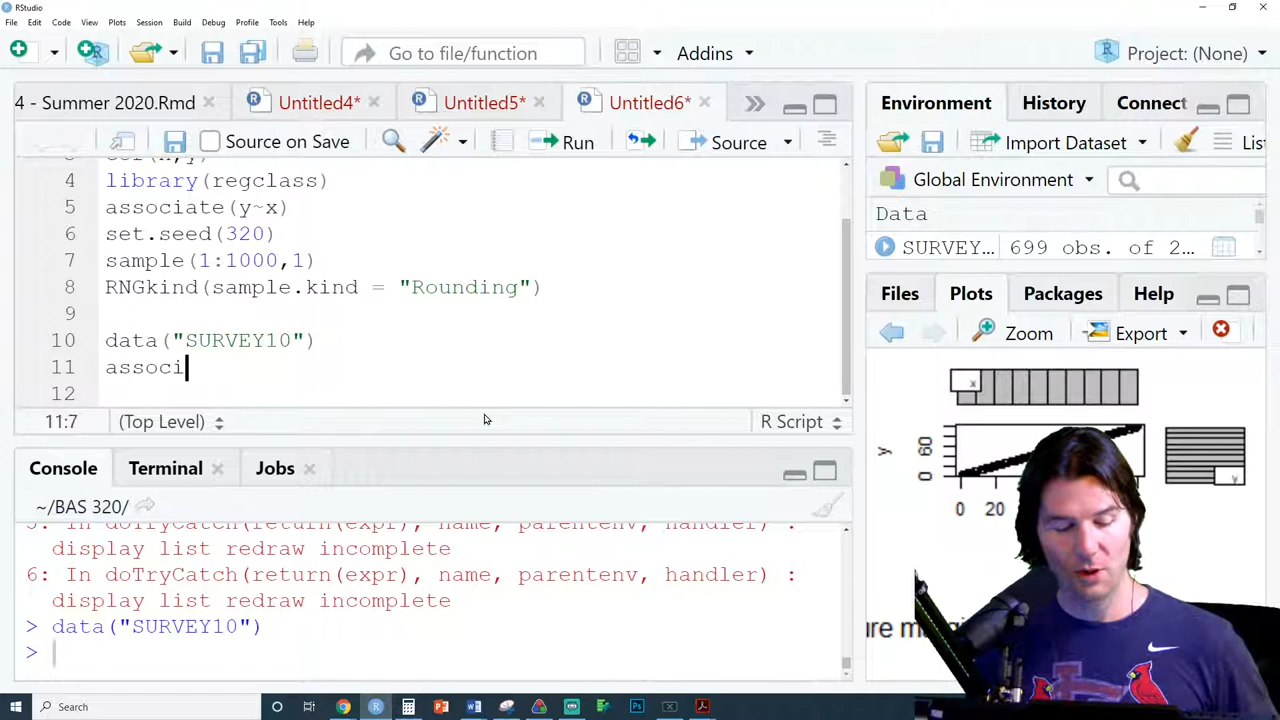 RStudio
File Edit Code View Plots Session Build Debug Profile Tools Help
Go to file/function
Addins
Project: (None)
4 - Summer 2020.Rmd
Untitled4*
Untitled5*
Untitled6*
Source on Save
Run
Source
4 library(regclass)
5 associate(y~x)
6 set.seed(320)
7 sample(1:1000,1)
8 RNGkind(sample.kind = "Rounding")
9
10 data("SURVEY10")
11 associ
12
11:7
(Top Level)
R Script
Console
Terminal
Jobs
~/BAS 320/
display list redraw incomplete
6: In doTryCatch(return(expr), name, parentenv, handler) :
display list redraw incomplete
> data("SURVEY10")
>
Environment
History
Connect
Import Dataset
Lis
Global Environment
Data
SURVEY... 699 obs. of 2...
Files
Plots
Packages
Help
Zoom
Export
x
y
0 60
y
0 20
Search